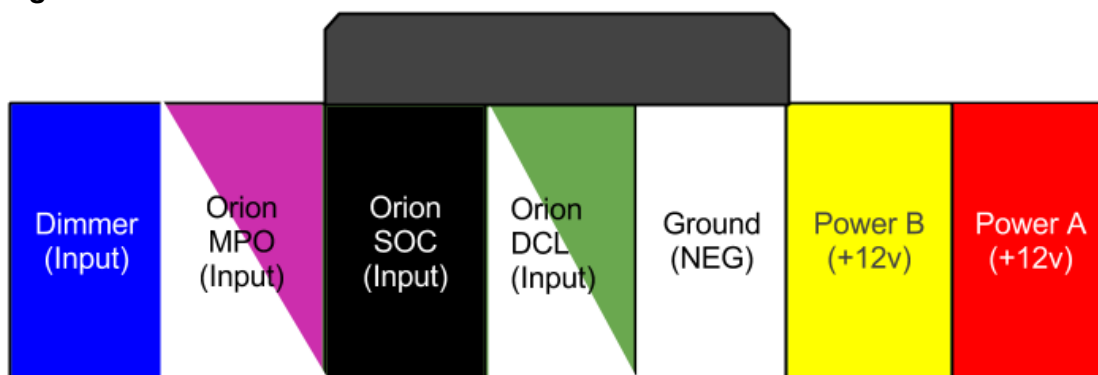 Dimmer
(Input)
Orion
MPO
(Input)
Orion
SOC
(Input)
Orion
DCL
(Input)
Ground
(NEG)
Power B
(+12v)
Power A
(+12v)